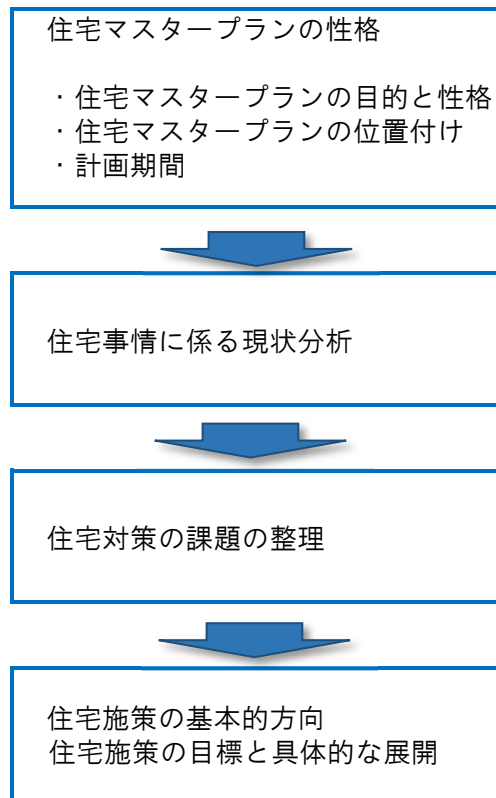 住宅マスタープランの性格
・住宅マスタープランの目的と性格
・住宅マスタープランの位置付け
・計画期間
住宅事情に係る現状分析
住宅対策の課題の整理
住宅施策の基本的方向
住宅施策の目標と具体的な展開